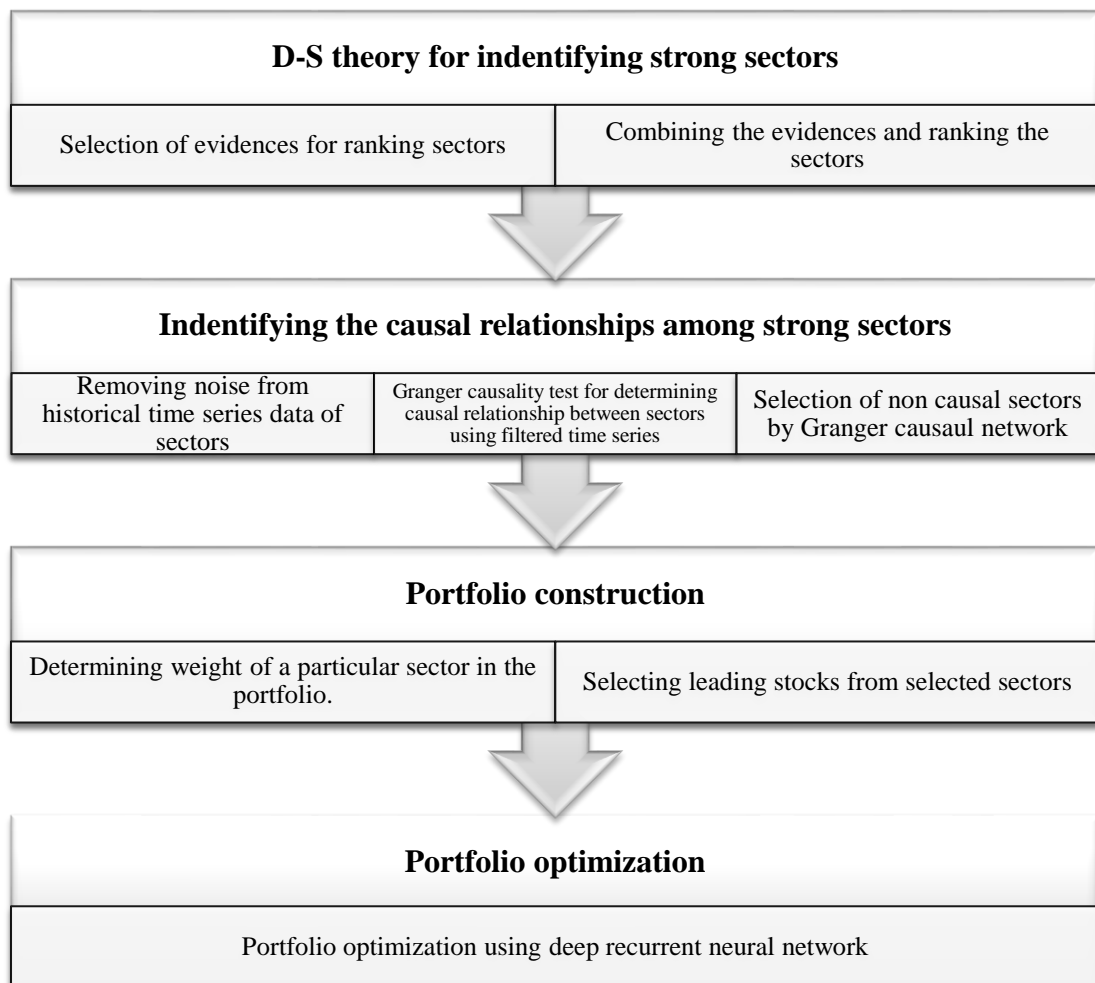 D-S theory for indentifying strong sectors
Selection of evidences for ranking sectors
Combining the evidences and ranking the
sectors
Indentifying the causal relationships among strong sectors
Removing noise from
historical time series data of
sectors
Granger causality test for determining
causal relationship between sectors
using filtered time series
Selection of non causal sectors
by Granger causaul network
Portfolio construction
Determining weight of a particular sector in the
portfolio.
Selecting leading stocks from selected sectors
Portfolio optimization
Portfolio optimization using deep recurrent neural network